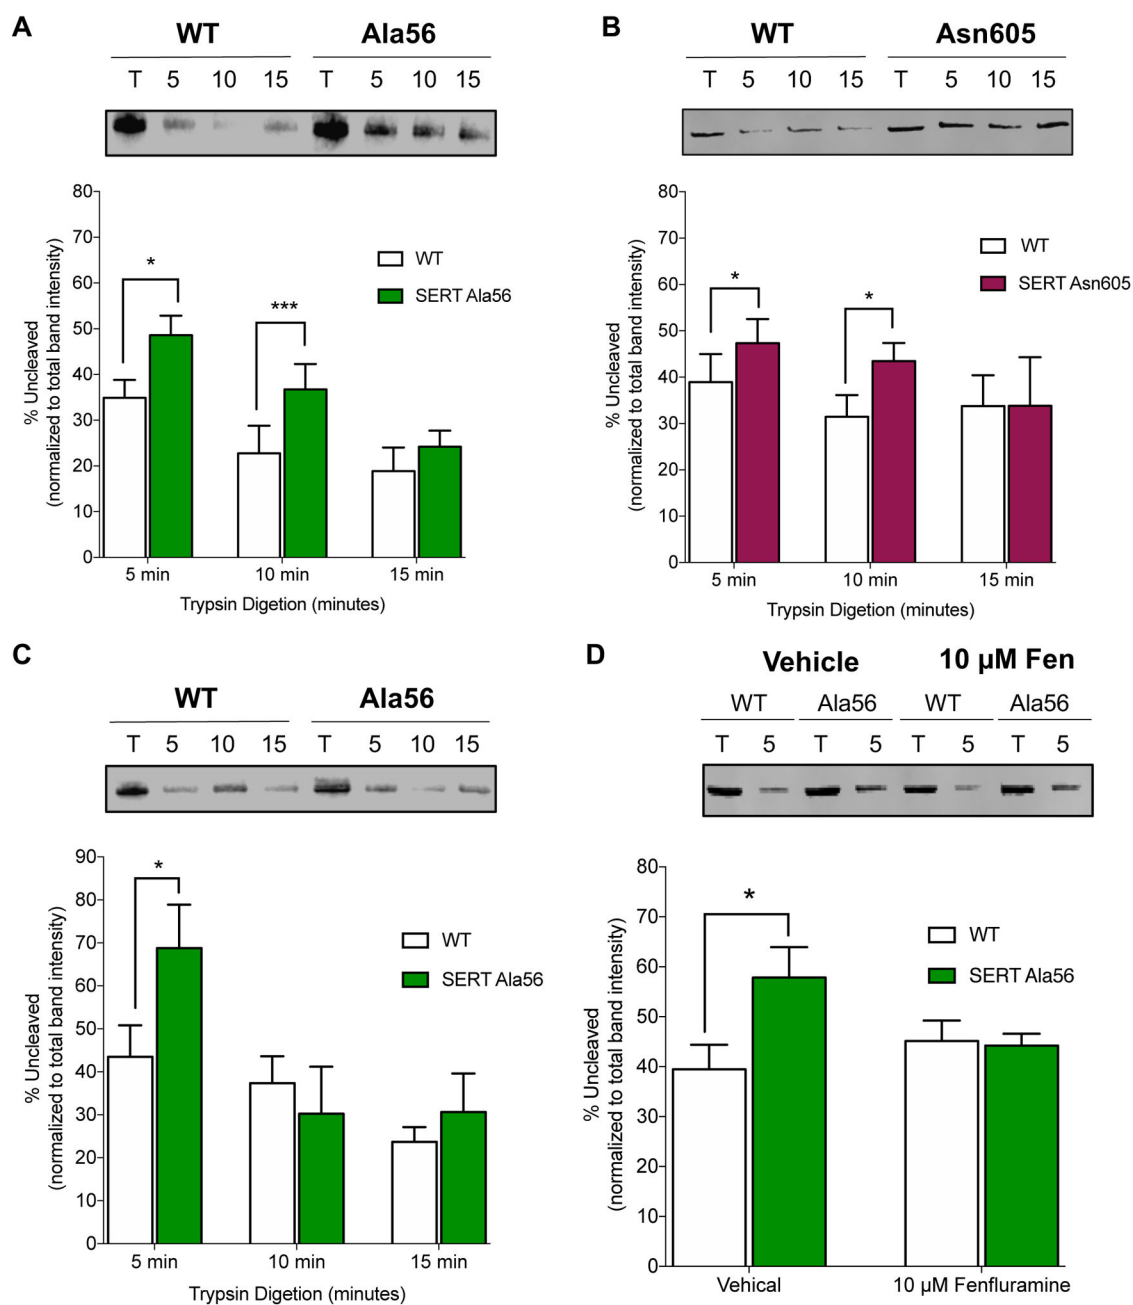 A
WT Ala56
T 5 10 15 T 5 10 15
% Uncleaved
(normalized to total band intensity)
80
70
60
50
40
30
20
10
0
*
***
WT
SERT Ala56
5 min 10 min 15 min
Trypsin Digetion (minutes)
B
WT Asn605
T 5 10 15 T 5 10 15
% Uncleaved
(normalized to total band intensity)
80
70
60
50
40
30
20
10
0
*
*
WT
SERT Asn605
5 min 10 min 15 min
Trypsin Digetion (minutes)
C
WT Ala56
T 5 10 15 T 5 10 15
% Uncleaved
(normalized to total band intensity)
90
80
70
60
50
40
30
20
10
0
*
WT
SERT Ala56
5 min 10 min 15 min
Trypsin Digetion (minutes)
D
Vehicle 10 µM Fen
WT Ala56 WT Ala56
T 5 T 5 T 5 T 5
% Uncleaved
(normalized to total band intensity)
80
70
60
50
40
30
20
10
0
*
WT
SERT Ala56
Vehical 10 µM Fenfluramine